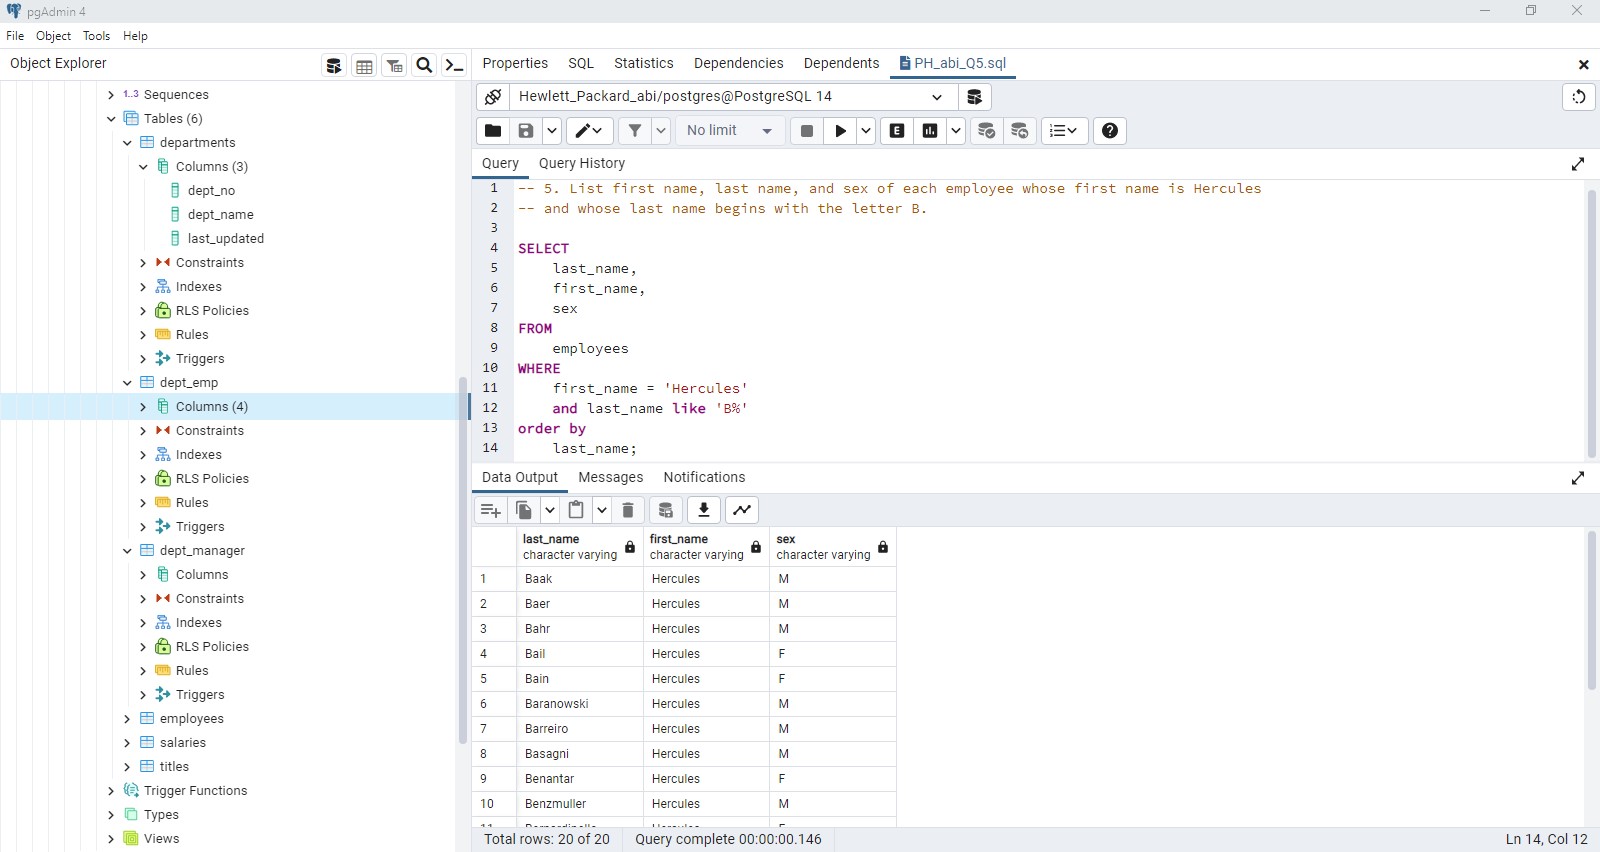 pgAdmin 4
File Object Tools Help
Object Explorer
1..3 Sequences
Tables (6)
departments
Columns (3)
dept_no
dept_name
last_updated
Constraints
Indexes
RLS Policies
Rules
Triggers
dept_emp
Columns (4)
Constraints
Indexes
RLS Policies
Rules
Triggers
dept_manager
Columns
Constraints
Indexes
RLS Policies
Rules
Triggers
employees
salaries
titles
Trigger Functions
Types
Views
Properties SQL Statistics Dependencies Dependents PH_abi_Q5.sql
Hewlett_Packard_abi/postgres@PostgreSQL 14
No limit E
Query Query History
1 -- 5. List first name, last name, and sex of each employee whose first name is Hercules
2 -- and whose last name begins with the letter B.
3
4 SELECT
5 last_name,
6 first_name,
7 sex
8 FROM
9 employees
10 WHERE
11 first_name = 'Hercules'
12 and last_name like 'B%'
13 order by
14 last_name;
Data Output Messages Notifications
last_name first_name sex
character varying character varying character varying
1 Baak Hercules M
2 Baer Hercules M
3 Bahr Hercules M
4 Bail Hercules F
5 Bain Hercules F
6 Baranowski Hercules M
7 Barreiro Hercules M
8 Basagni Hercules M
9 Benantar Hercules F
10 Benzmuller Hercules M
Total rows: 20 of 20 Query complete 00:00:00.146 Ln 14, Col 12